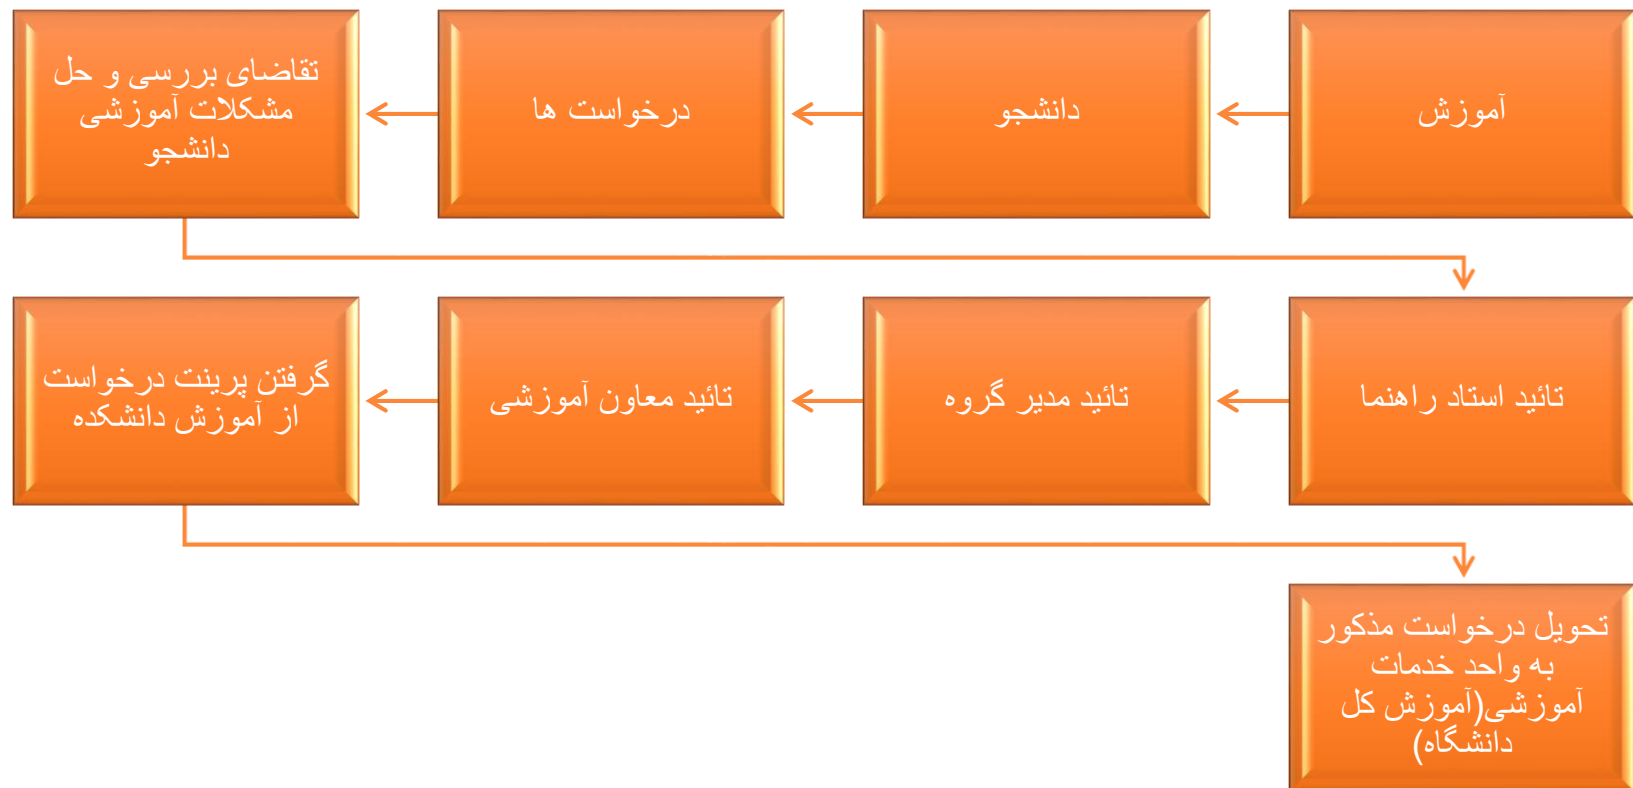 آموزش
دانشجو
درخواست ها
تقاضای بررسی و حل
مشکلات آموزشی
دانشجو
تائید استاد راهنما
تائید مدیر گروه
تائید معاون آموزشی
گرفتن پرینت درخواست
از آموزش دانشکده
تحویل درخواست مذکور
به واحد خدمات
آموزشی(آموزش کل
دانشگاه)